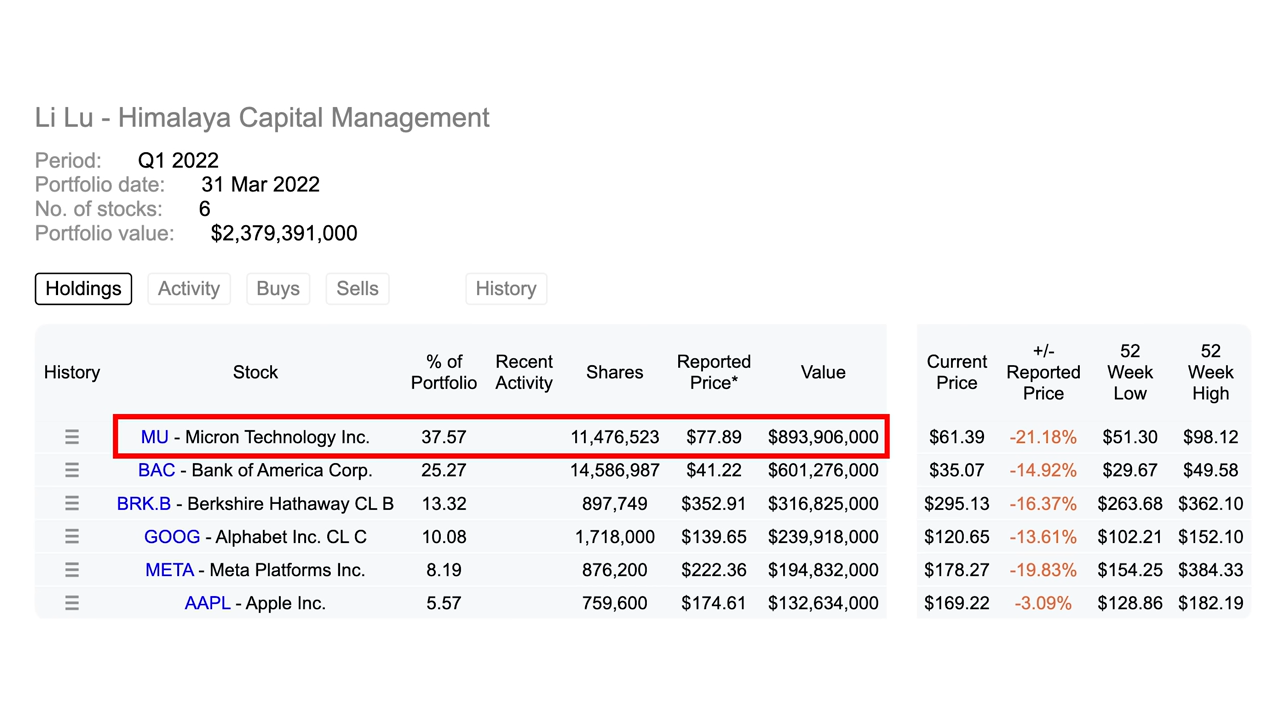 Li Lu - Himalaya Capital Management
Period: Q1 2022
Portfolio date: 31 Mar 2022
No. of stocks: 6
Portfolio value: $2,379,391,000
Holdings Activity Buys Sells History
History Stock % of Portfolio Recent Activity Shares Reported Price* Value Current Price +/- Reported Price 52 Week Low 52 Week High
MU - Micron Technology Inc. 37.57 11,476,523 $77.89 $893,906,000 $61.39 -21.18% $51.30 $98.12
BAC - Bank of America Corp. 25.27 14,586,987 $41.22 $601,276,000 $35.07 -14.92% $29.67 $49.58
BRK.B - Berkshire Hathaway CL B 13.32 897,749 $352.91 $316,825,000 $295.13 -16.37% $263.68 $362.10
GOOG - Alphabet Inc. CL C 10.08 1,718,000 $139.65 $239,918,000 $120.65 -13.61% $102.21 $152.10
META - Meta Platforms Inc. 8.19 876,200 $222.36 $194,832,000 $178.27 -19.83% $154.25 $384.33
AAPL - Apple Inc. 5.57 759,600 $174.61 $132,634,000 $169.22 -3.09% $128.86 $182.19